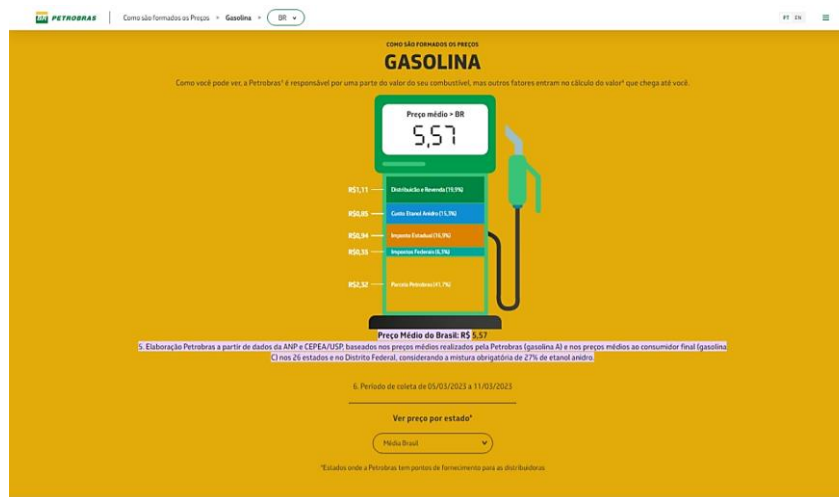 BR PETROBRAS
Como são formados os Preços • Gasolina • BR
PT EN
COMO SÃO FORMADOS OS PREÇOS
GASOLINA
Como você pode ver, a Petrobras⁴ é responsável por uma parte do valor do seu combustível, mas outros fatores entram no cálculo do valor⁴ que chega até você.
Preço médio > BR
5,57
R$1,11 Distribuição e Revenda (19,9%)
R$0,85 Custo Etanol Anidro (15,3%)
R$0,94 Imposto Estadual (16,9%)
R$0,35 Impostos Federais (6,3%)
R$2,32 Parcela Petrobras (41,7%)
Preço Médio do Brasil: R$ 5,57
5. Elaboração Petrobras a partir de dados da ANP e CEPEA/USP, baseados nos preços médios realizados pela Petrobras (gasolina A) e nos preços médios ao consumidor final (gasolina
C) nos 26 estados e no Distrito Federal, considerando a mistura obrigatória de 27% de etanol anidro.
6. Período de coleta de 05/03/2023 a 11/03/2023
Ver preço por estado*
Média Brasil
*Estados onde a Petrobras tem pontos de fornecimento para as distribuidoras